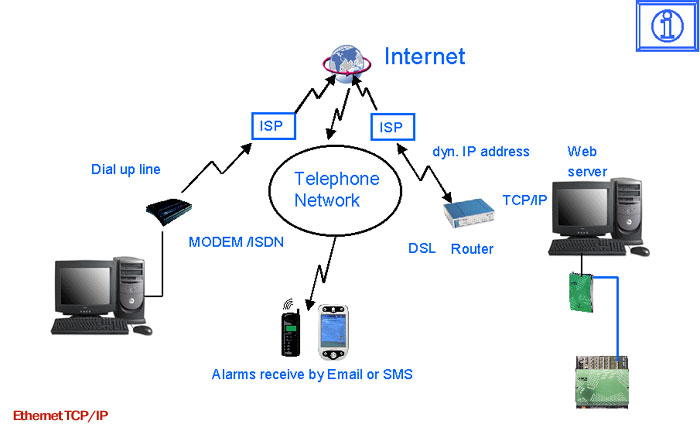 Internet
ISP
ISP
dyn. IP address
Web
server
Dial up line
Telephone
Network
TCP/IP
MODEM /ISDN
DSL Router
Alarms receive by Email or SMS
Ethernet TCP/IP